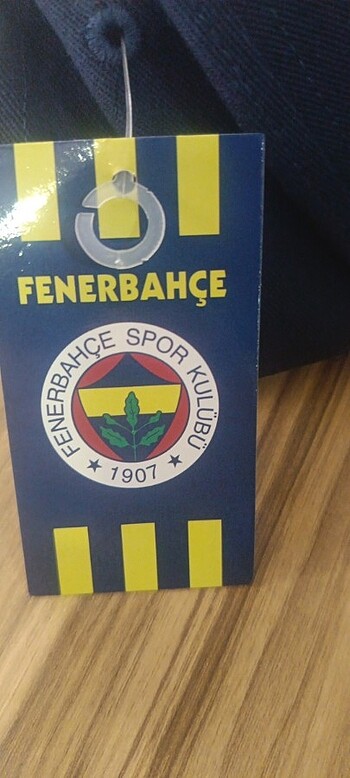 FENERBAHÇE
FENERBAHÇE SPOR KULÜBÜ
★ 1907 ★